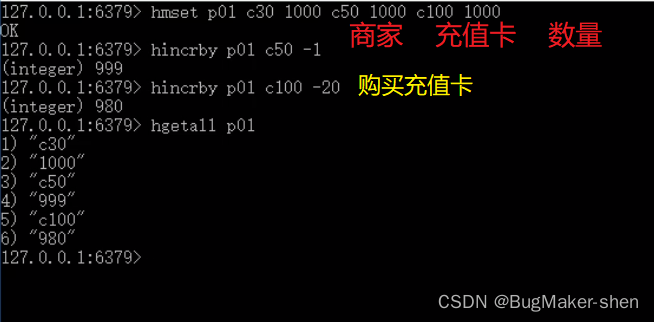 127.0.0.1:6379> hmset p01 c30 1000 c50 1000 c100 1000
OK
商家 充值卡 数量
127.0.0.1:6379> hincrby p01 c50 -1
(integer) 999
127.0.0.1:6379> hincrby p01 c100 -20 购买充值卡
(integer) 980
127.0.0.1:6379> hgetall p01
1) "c30"
2) "1000"
3) "c50"
4) "999"
5) "c100"
6) "980"
127.0.0.1:6379>
CSDN @BugMaker-shen